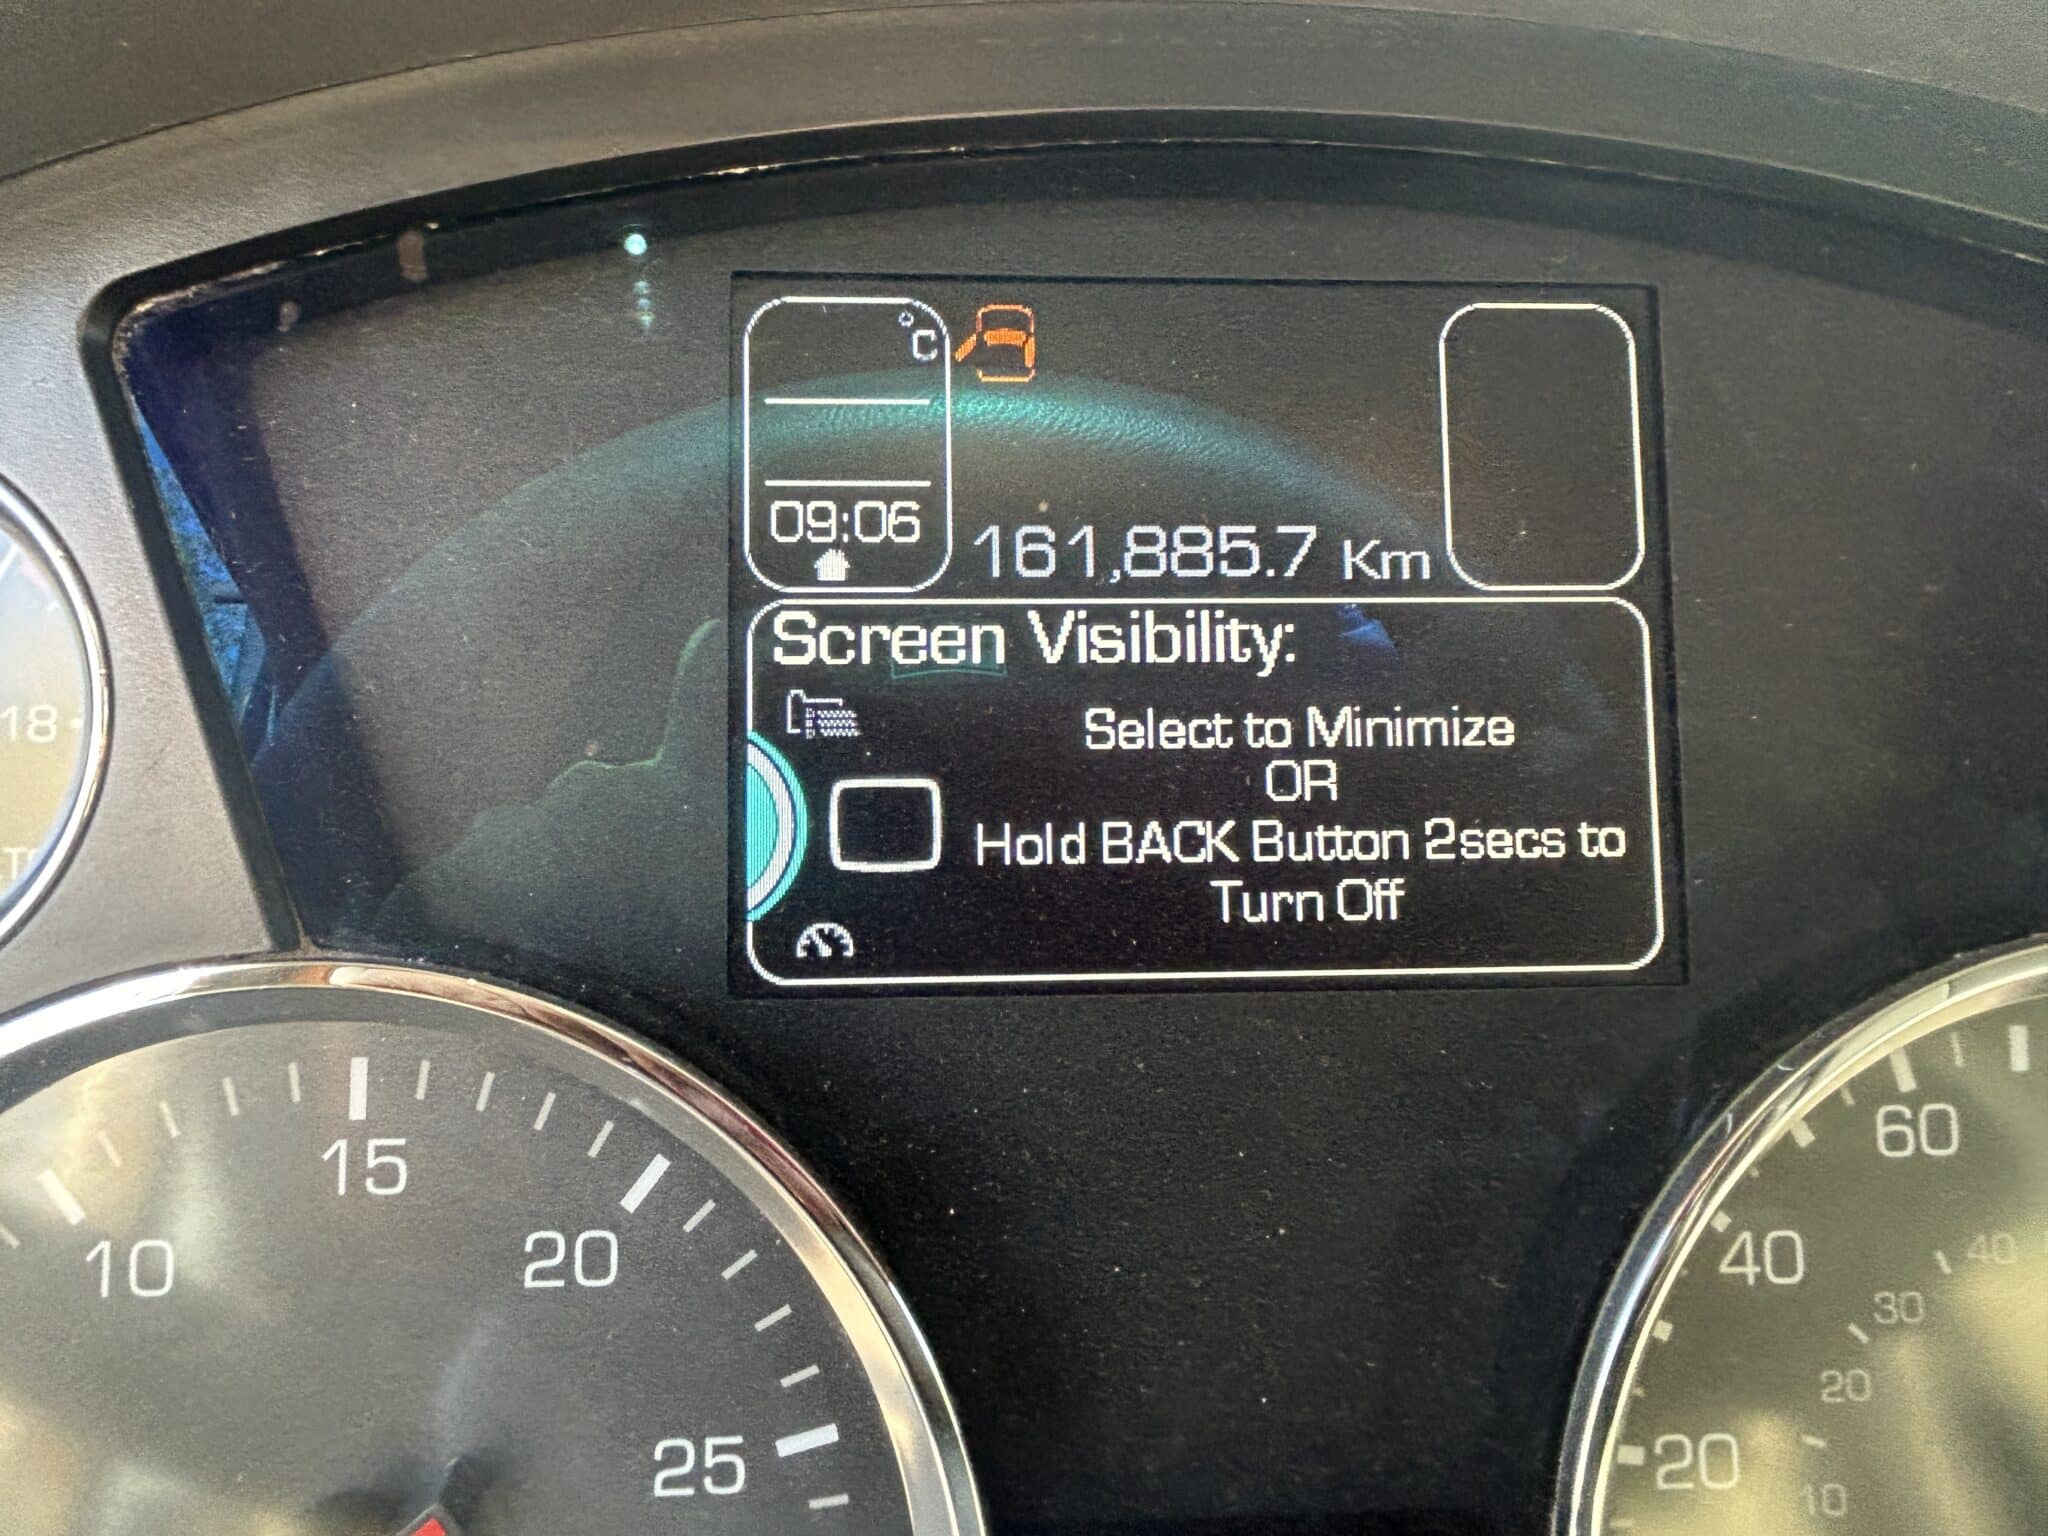 °C
09:06
161,885.7 Km
Screen Visibility:
Select to Minimize
OR
Hold BACK Button 2secs to
Turn Off
18
10
15
20
25
60
40
20
40
30
20
10